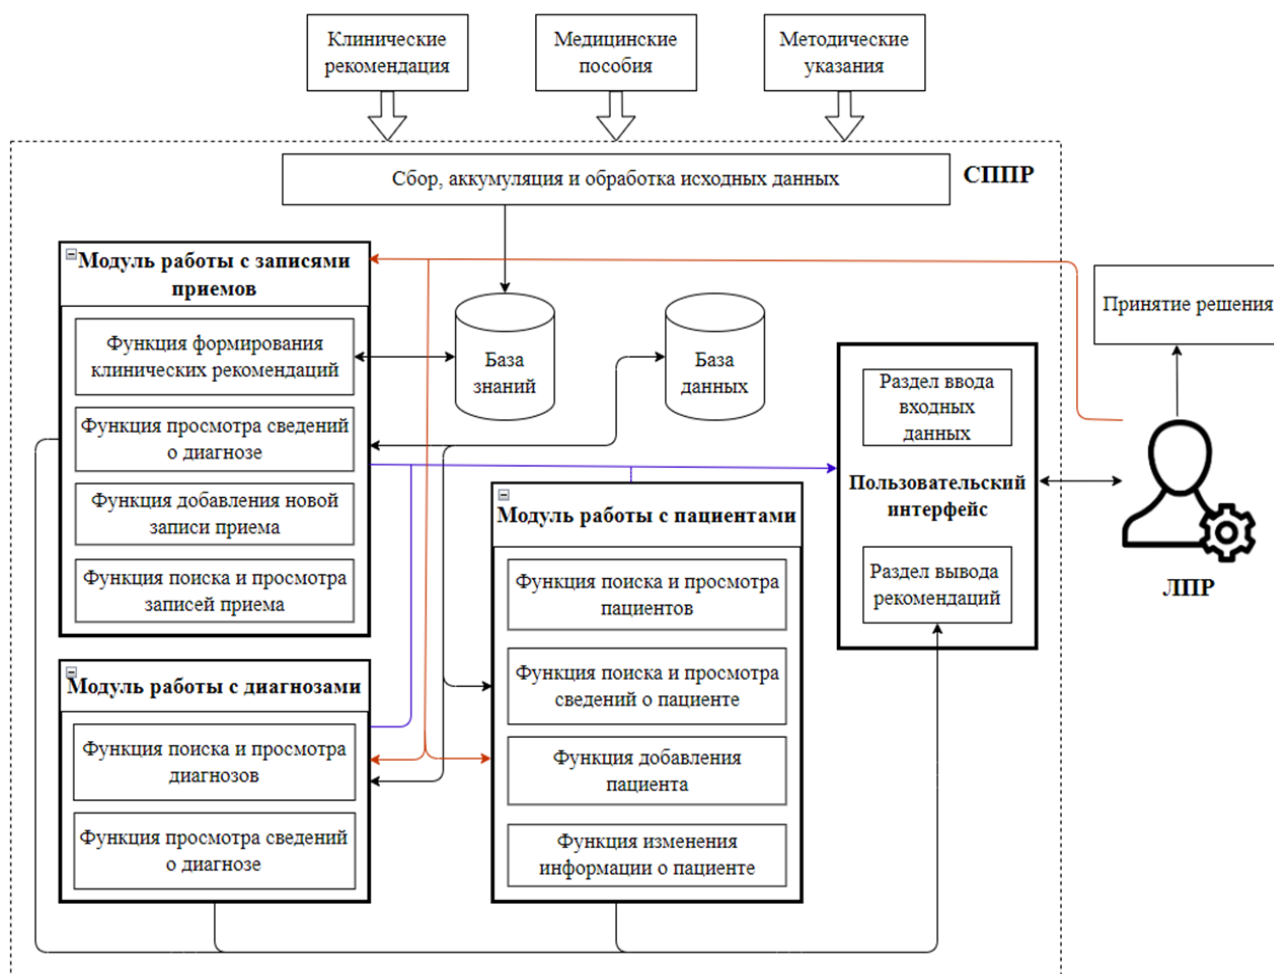 Клинические
рекомендация
Медицинские
пособия
Методические
указания
Сбор, аккумуляция и обработка исходных данных
СППР
Модуль работы с записями
приемов
Функция формирования
клинических рекомендаций
Функция просмотра сведений
о диагнозе
Функция добавления новой
записи приема
Функция поиска и просмотра
записей приема
База
знаний
База
данных
Раздел ввода
входных
данных
Пользовательский
интерфейс
Раздел вывода
рекомендаций
Принятие решения
ЛПР
Модуль работы с пациентами
Функция поиска и просмотра
пациентов
Функция поиска и просмотра
сведений о пациенте
Функция добавления
пациента
Функция изменения
информации о пациенте
Модуль работы с диагнозами
Функция поиска и просмотра
диагнозов
Функция просмотра сведений
о диагнозе